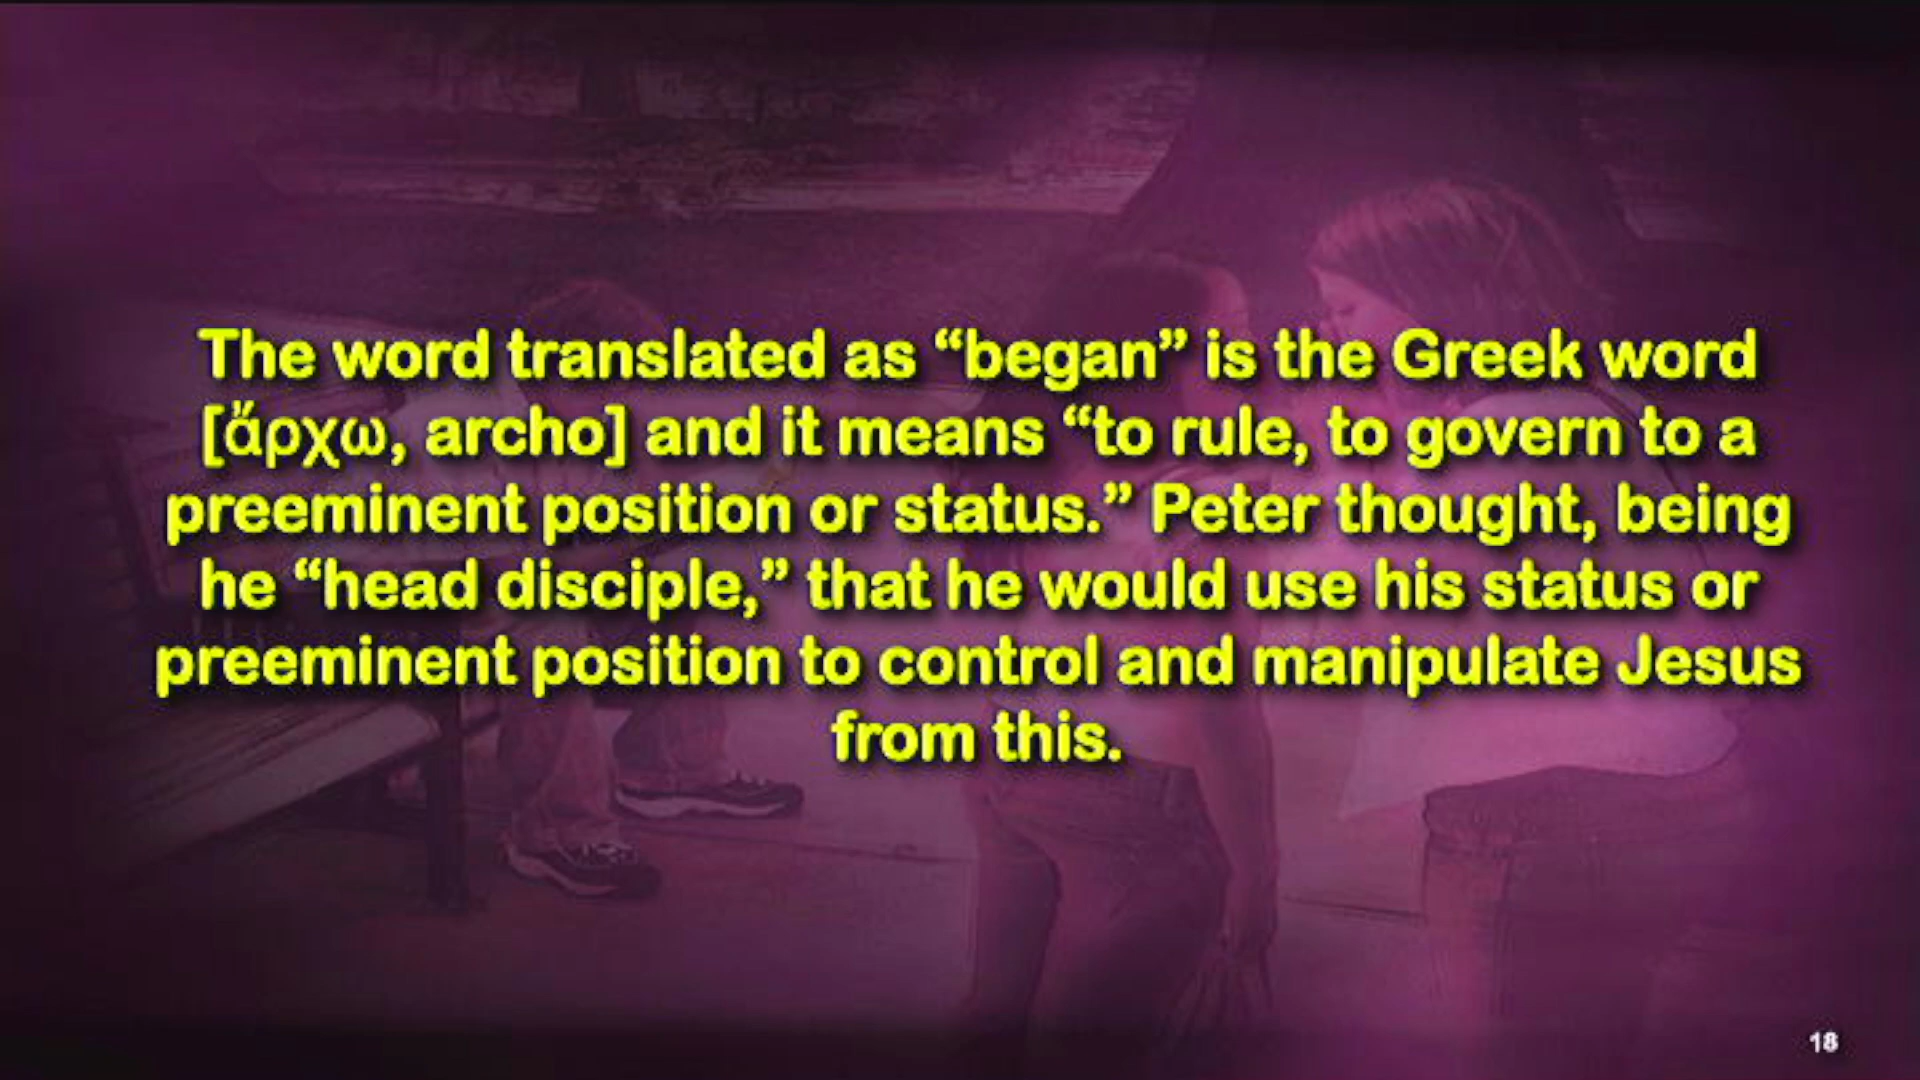 The word translated as “began” is the Greek word
[ἄρχω, archo] and it means “to rule, to govern to a
preeminent position or status.” Peter thought, being
he “head disciple,” that he would use his status or
preeminent position to control and manipulate Jesus
from this.
18